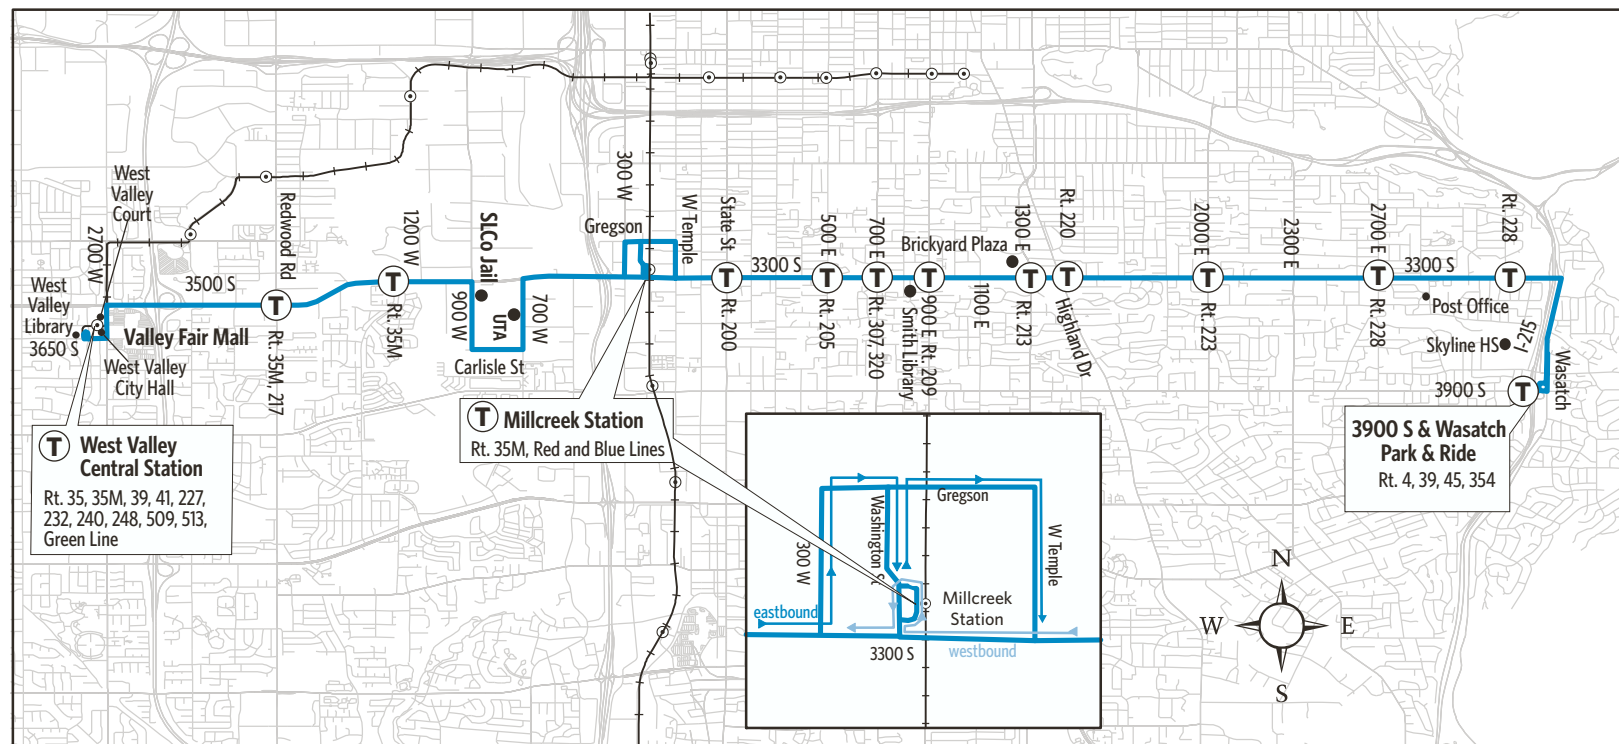 West
Valley
Court
2700 W
West
Valley
Library
3650 S
3500 S
Valley Fair Mall
West Valley
City Hall
T
West Valley
Central Station
Rt. 35, 35M, 39, 41, 227,
232, 240, 248, 509, 513,
Green Line
Redwood Rd
T
Rt. 35M, 217
1200 W
T
Rt. 35M
SLCo Jail
900 W
UTA
700 W
Carlisle St
300 W
Gregson
W Temple
T
Millcreek Station
Rt. 35M, Red and Blue Lines
State St
T
Rt. 200
3300 S
500 E
T
Rt. 205
700 E
T
Rt. 307, 320
Brickyard Plaza
T
900 E Rt. 209
Smith Library
1100 E
1300 E
T
Rt. 213
Rt. 220
T
Highland Dr
2000 E
T
Rt. 223
2300 E
2700 E
T
Rt. 228
3300 S
Rt. 228
T
Post Office
Skyline HS
I-215
Wasatch
3900 S
T
3900 S & Wasatch
Park & Ride
Rt. 4, 39, 45, 354
Gregson
Washington St
300 W
W Temple
Millcreek
Station
eastbound
westbound
3300 S
N
W
E
S